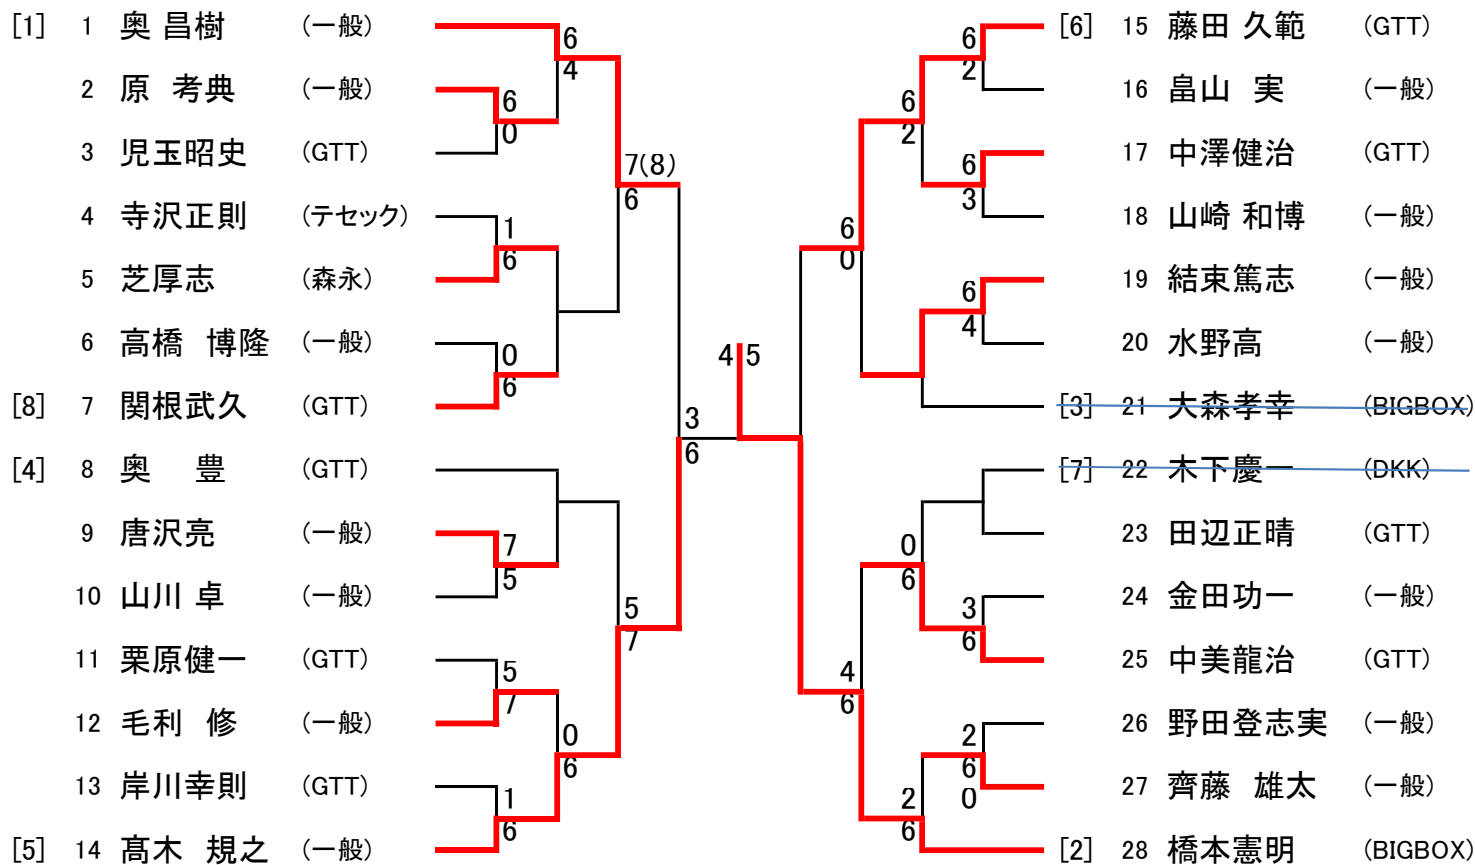 [1] 1 奥 昌樹 (一般)
6
4
2 原 考典 (一般)
6
0
3 児玉昭史 (GTT)
7(8)
6
4 寺沢正則 (テセック)
1
6
5 芝厚志 (森永)
6 高橋 博隆 (一般)
0
6
[8] 7 関根武久 (GTT)
3
6
[4] 8 奥 豊 (GTT)
9 唐沢亮 (一般)
7
5
10 山川 卓 (一般)
5
7
11 栗原健一 (GTT)
5
7
12 毛利 修 (一般)
0
6
13 岸川幸則 (GTT)
1
6
[5] 14 髙木 規之 (一般)
4 5
[6] 15 藤田 久範 (GTT)
6
2
16 畠山 実 (一般)
6
2
17 中澤健治 (GTT)
6
3
18 山崎 和博 (一般)
6
0
19 結束篤志 (一般)
6
4
20 水野高 (一般)
[3] 21 大森孝幸 (BIGBOX)
[7] 22 木下慶一 (DKK)
23 田辺正晴 (GTT)
0
6
24 金田功一 (一般)
3
6
25 中美龍治 (GTT)
4
6
26 野田登志実 (一般)
2
6
0
27 齊藤 雄太 (一般)
2
6
[2] 28 橋本憲明 (BIGBOX)